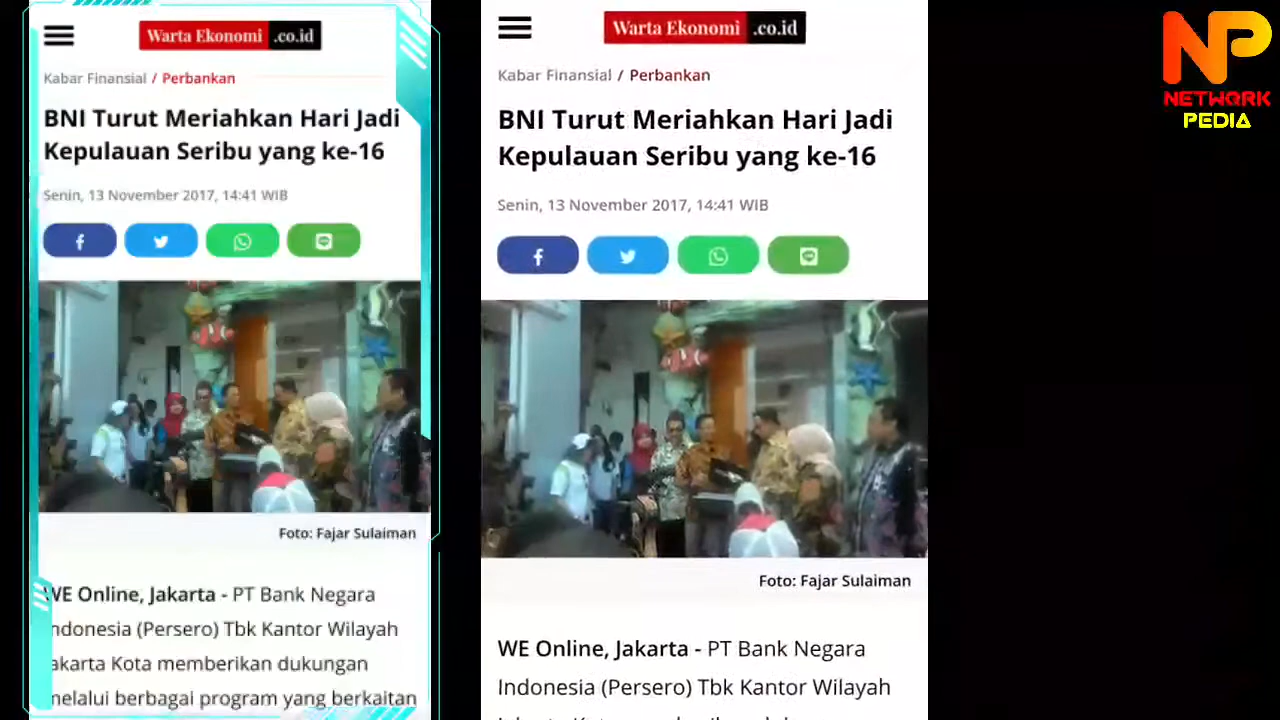 Warta Ekonomi .co.id
Kabar Finansial / Perbankan
BNI Turut Meriahkan Hari Jadi
Kepulauan Seribu yang ke-16
Senin, 13 November 2017, 14:41 WIB
Foto: Fajar Sulaiman
WE Online, Jakarta - PT Bank Negara
Indonesia (Persero) Tbk Kantor Wilayah
Jakarta Kota memberikan dukungan
melalui berbagai program yang berkaitan
Warta Ekonomi .co.id
Kabar Finansial / Perbankan
BNI Turut Meriahkan Hari Jadi
Kepulauan Seribu yang ke-16
Senin, 13 November 2017, 14:41 WIB
Foto: Fajar Sulaiman
WE Online, Jakarta - PT Bank Negara
Indonesia (Persero) Tbk Kantor Wilayah
NP
NETWORK
PEDIA